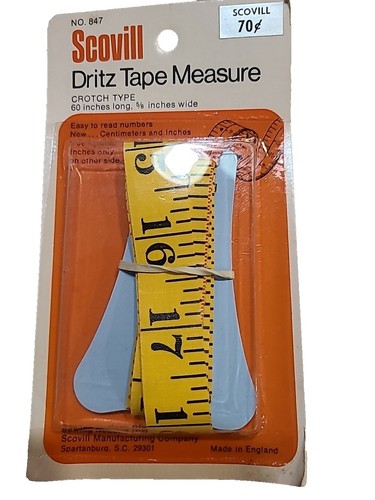 NO. 847
SCOVILL
70¢
Scovill
Dritz Tape Measure
CROTCH TYPE
60 inches long, ⅝ inches wide
Easy to read numbers
New... Centimeters and Inches
Inches only
on other side.
15
16
17
1
Scovill Manufacturing Company
Spartanburg, S.C. 29301
Made in England